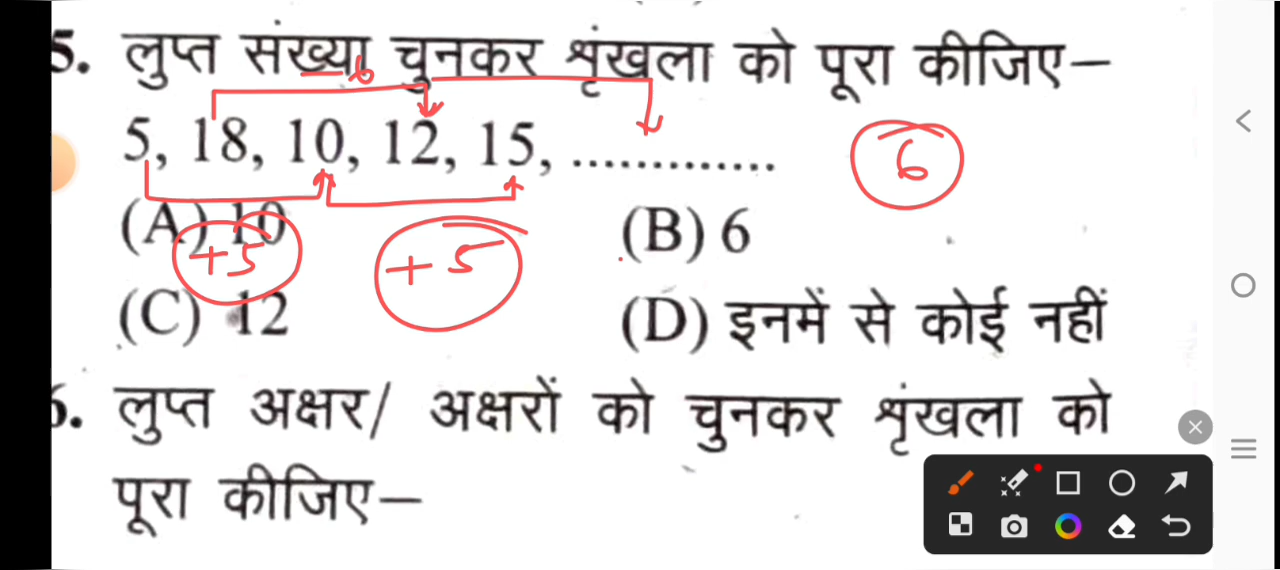 5. लुप्त संख्या चुनकर शृंखला को पूरा कीजिए—
6
5, 18, 10, 12, 15, .............
6
(A) 10 (B) 6
+5 +5
(C) 12 (D) इनमें से कोई नहीं
6. लुप्त अक्षर/ अक्षरों को चुनकर शृंखला को
पूरा कीजिए—